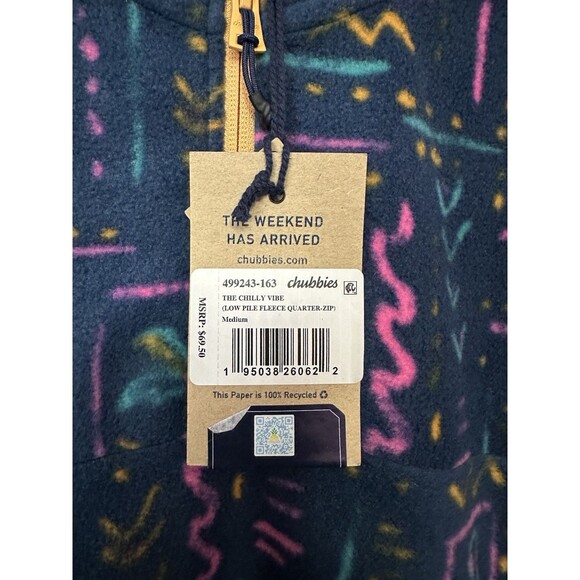 THE WEEKEND
HAS ARRIVED
chubbies.com
499243-163 chubbies
THE CHILLY VIBE
(LOW PILE FLEECE QUARTER-ZIP)
Medium
MSRP: $69.50
1 95038 26062 2
This Paper is 100% Recycled